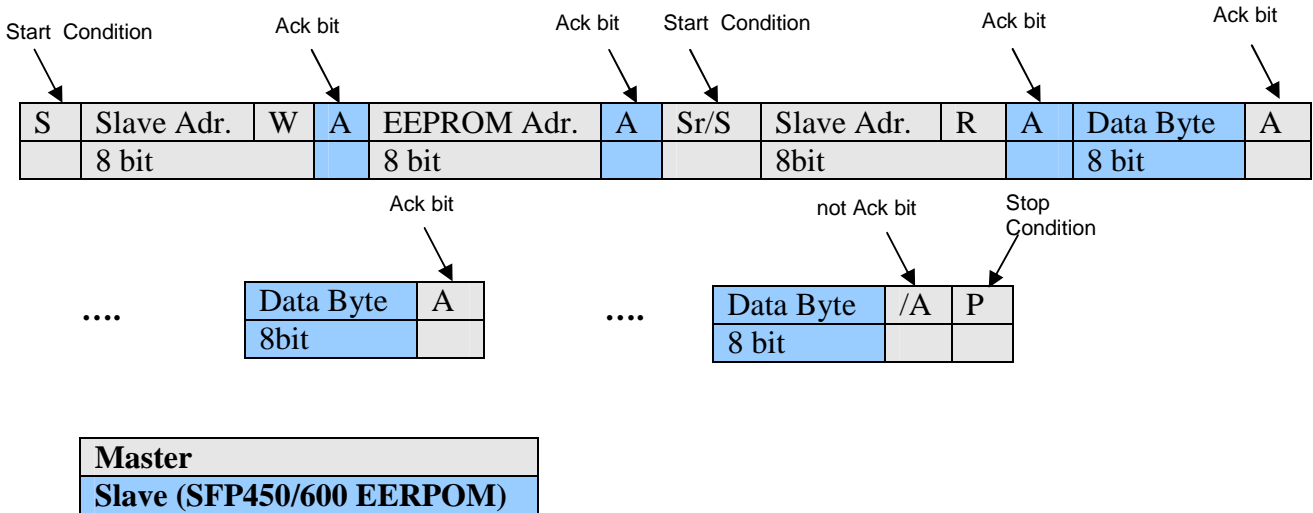 Start Condition Ack bit Ack bit Start Condition Ack bit Ack bit
S Slave Adr. W A EEPROM Adr. A Sr/S Slave Adr. R A Data Byte A
8 bit 8 bit 8bit 8 bit
Ack bit not Ack bit Stop
Condition
.... Data Byte A .... Data Byte /A P
8bit 8 bit
Master
Slave (SFP450/600 EERPOM)